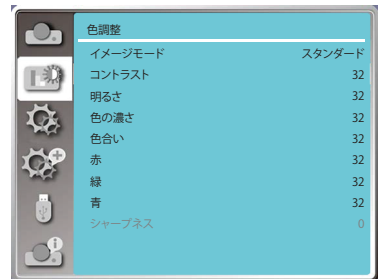 色調整
イメージモード スタンダード
コントラスト 32
明るさ 32
色の濃さ 32
色合い 32
赤 32
緑 32
青 32
シャープネス 0